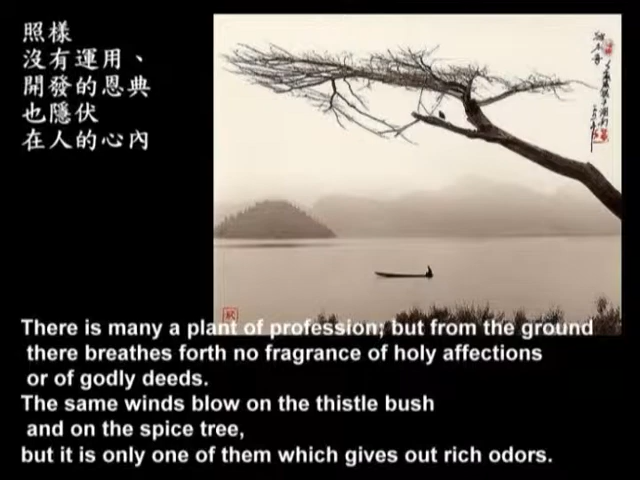 照樣
沒有運用、
開發的恩典
也隱伏
在人的心內
There is many a plant of profession; but from the ground
there breathes forth no fragrance of holy affections
or of godly deeds.
The same winds blow on the thistle bush
and on the spice tree,
but it is only one of them which gives out rich odors.